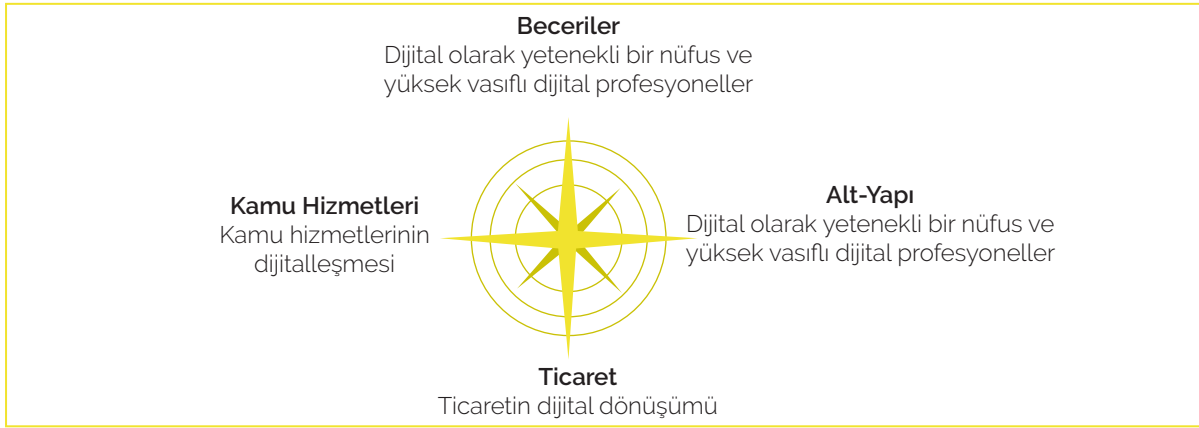 Beceriler
Dijital olarak yetenekli bir nüfus ve
yüksek vasıflı dijital profesyoneller
Kamu Hizmetleri
Kamu hizmetlerinin
dijitalleşmesi
Alt-Yapı
Dijital olarak yetenekli bir nüfus ve
yüksek vasıflı dijital profesyoneller
Ticaret
Ticaretin dijital dönüşümü